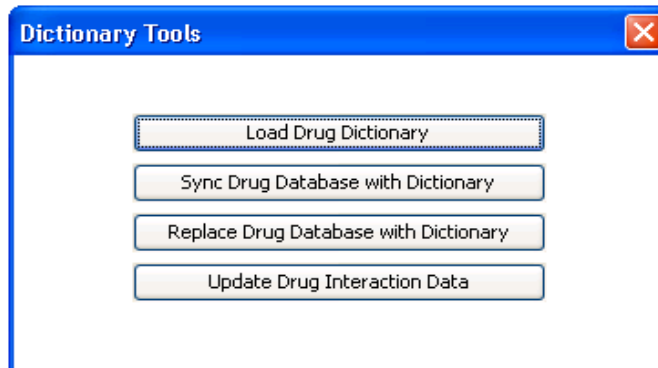 Dictionary Tools
Load Drug Dictionary
Sync Drug Database with Dictionary
Replace Drug Database with Dictionary
Update Drug Interaction Data